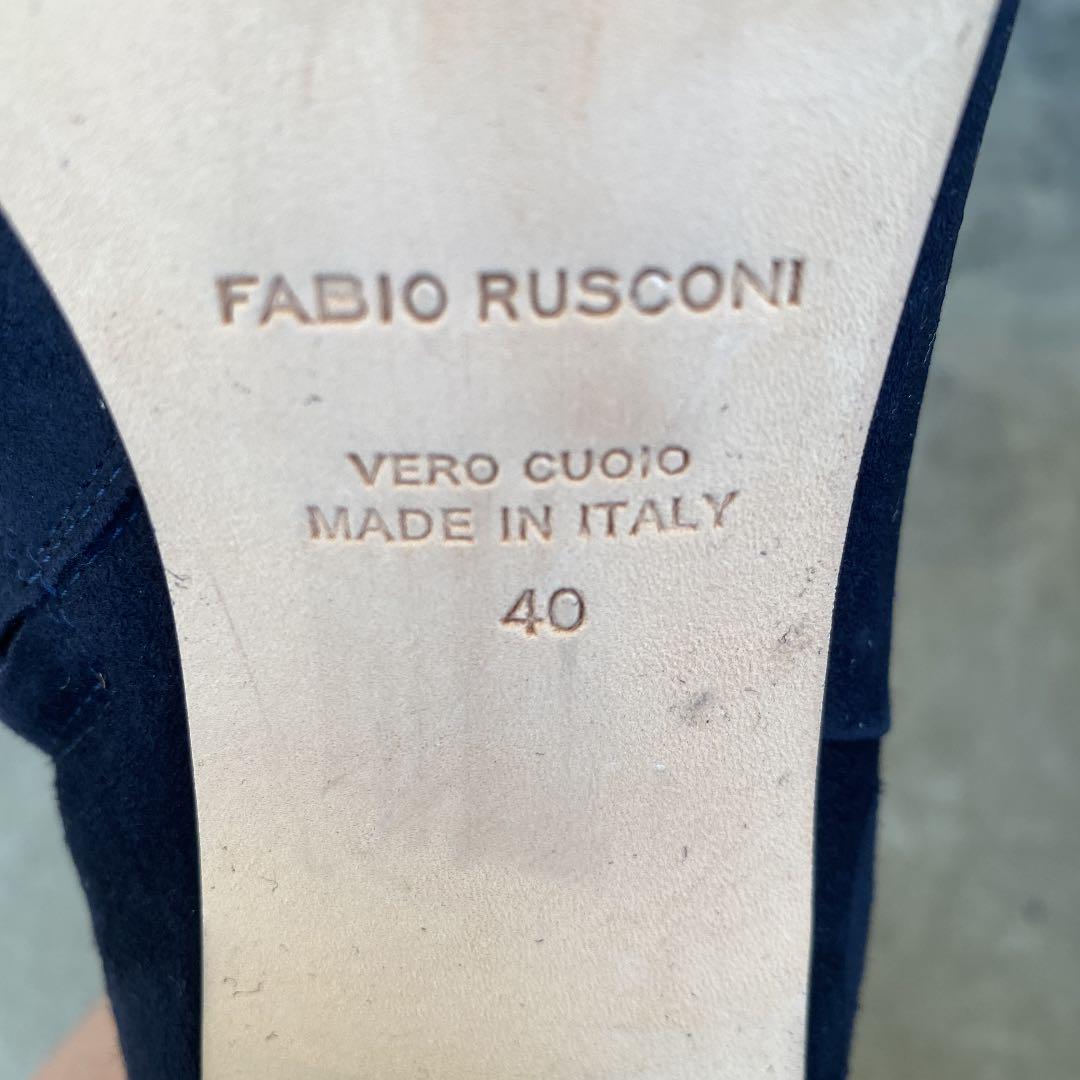 FABIO RUSCONI
VERO CUOIO
MADE IN ITALY
40